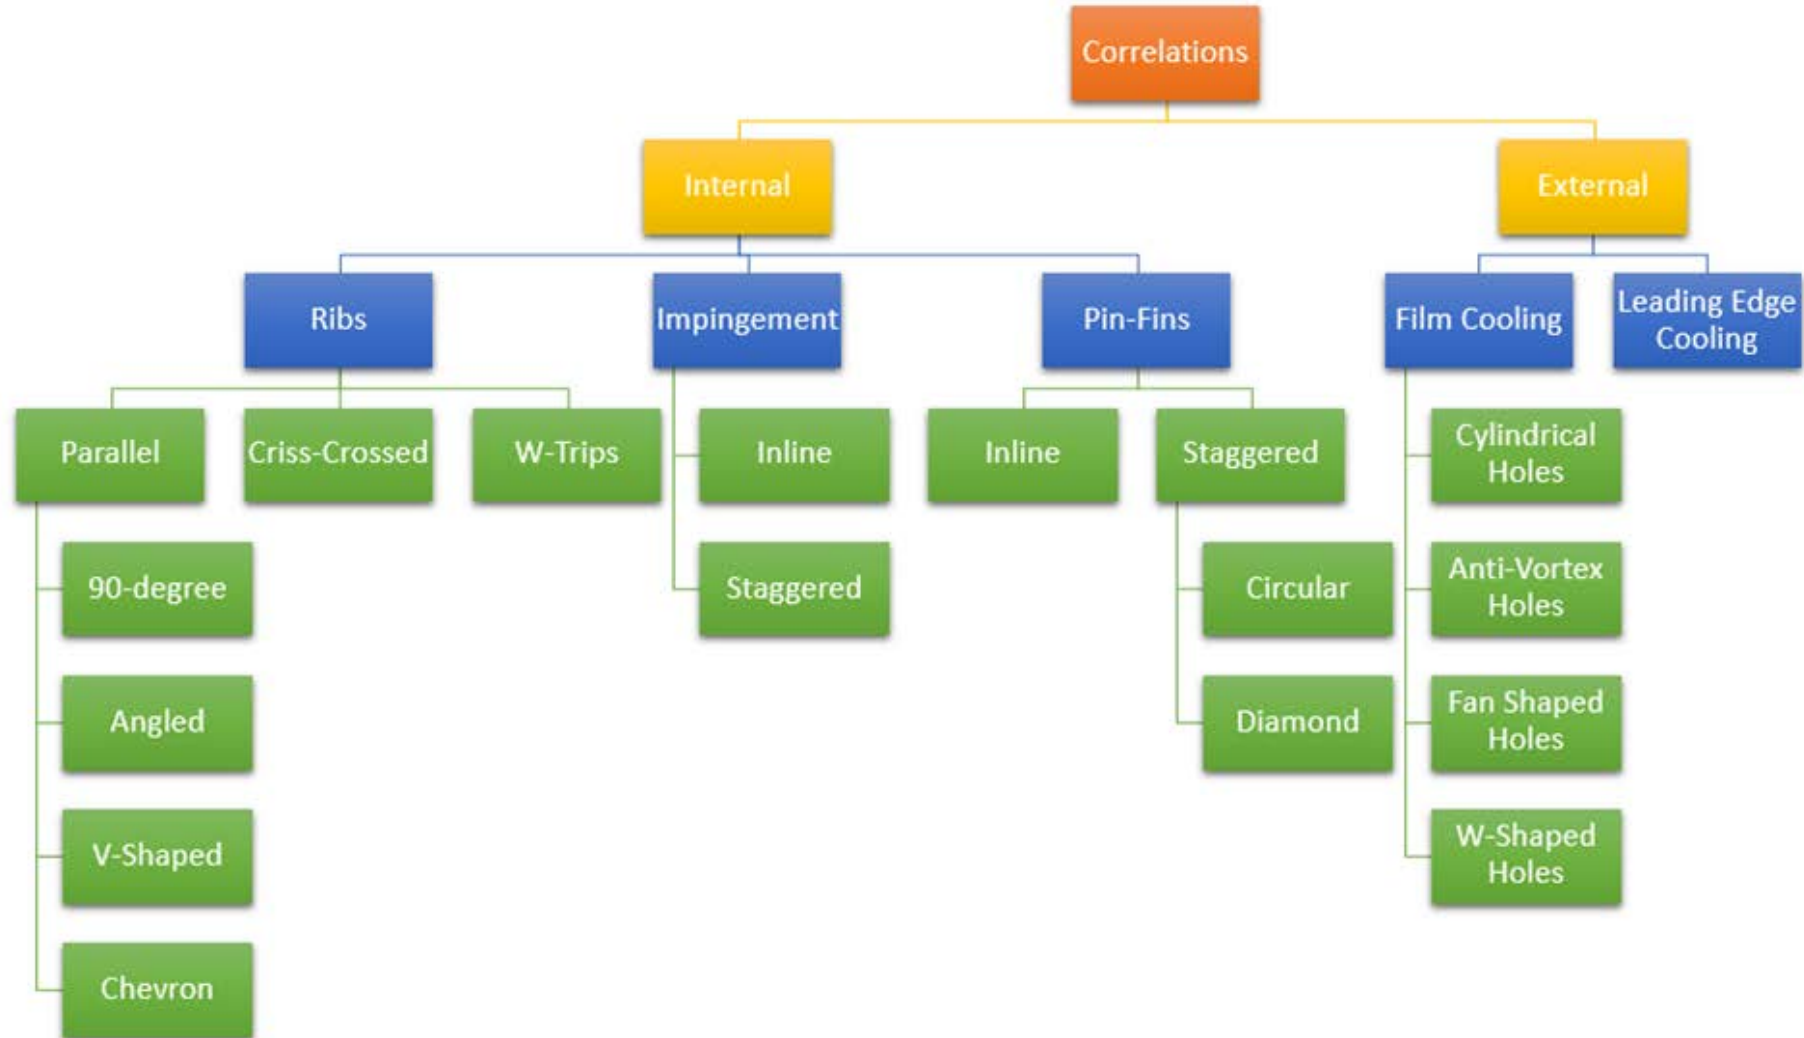 Correlations
Internal
External
Ribs
Impingement
Pin-Fins
Film Cooling
Leading Edge
Cooling
Parallel
Criss-Crossed
W-Trips
Inline
Inline
Staggered
Cylindrical
Holes
90-degree
Staggered
Circular
Anti-Vortex
Holes
Angled
Diamond
Fan Shaped
Holes
V-Shaped
W-Shaped
Holes
Chevron